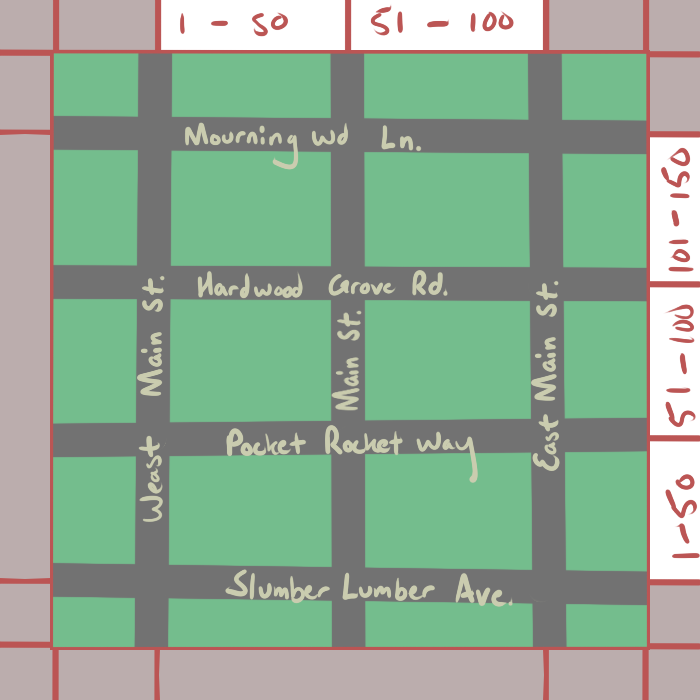 1 - 50
51 - 100
Mourning Wd Ln.
101-150
Hardwood Grove Rd.
Weast Main St.
Main St.
East Main St.
51-100
Pocket Rocket Way
1-50
Slumber Lumber Ave.